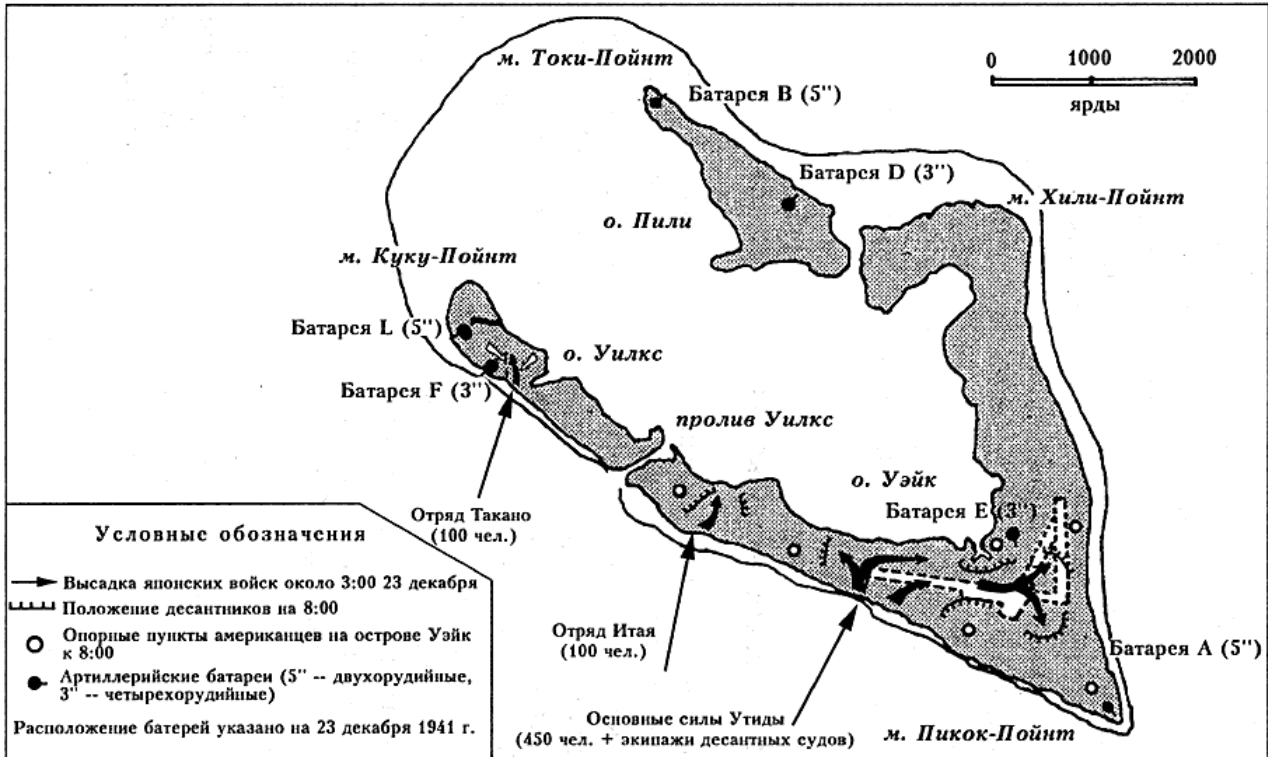 м. Токи-Пойнт
0 1000 2000
ярды
Батарея B (5")
Батарея D (3")
м. Хили-Пойнт
о. Пили
м. Куку-Пойнт
Батарея L (5")
о. Уилкс
Батарея F (3")
пролив Уилкс
о. Уэйк
Батарея E (3")
Отряд Такано
(100 чел.)
Отряд Итая
(100 чел.)
Батарея A (5")
Основные силы Утиды
(450 чел. + экипажи десантных судов)
м. Пикок-Пойнт
Условные обозначения
Высадка японских войск около 3:00 23 декабря
Положение десантников на 8:00
Опорные пункты американцев на острове Уэйк
к 8:00
Артиллерийские батареи (5" -- двухорудийные,
3" -- четырехорудийные)
Расположение батерей указано на 23 декабря 1941 г.